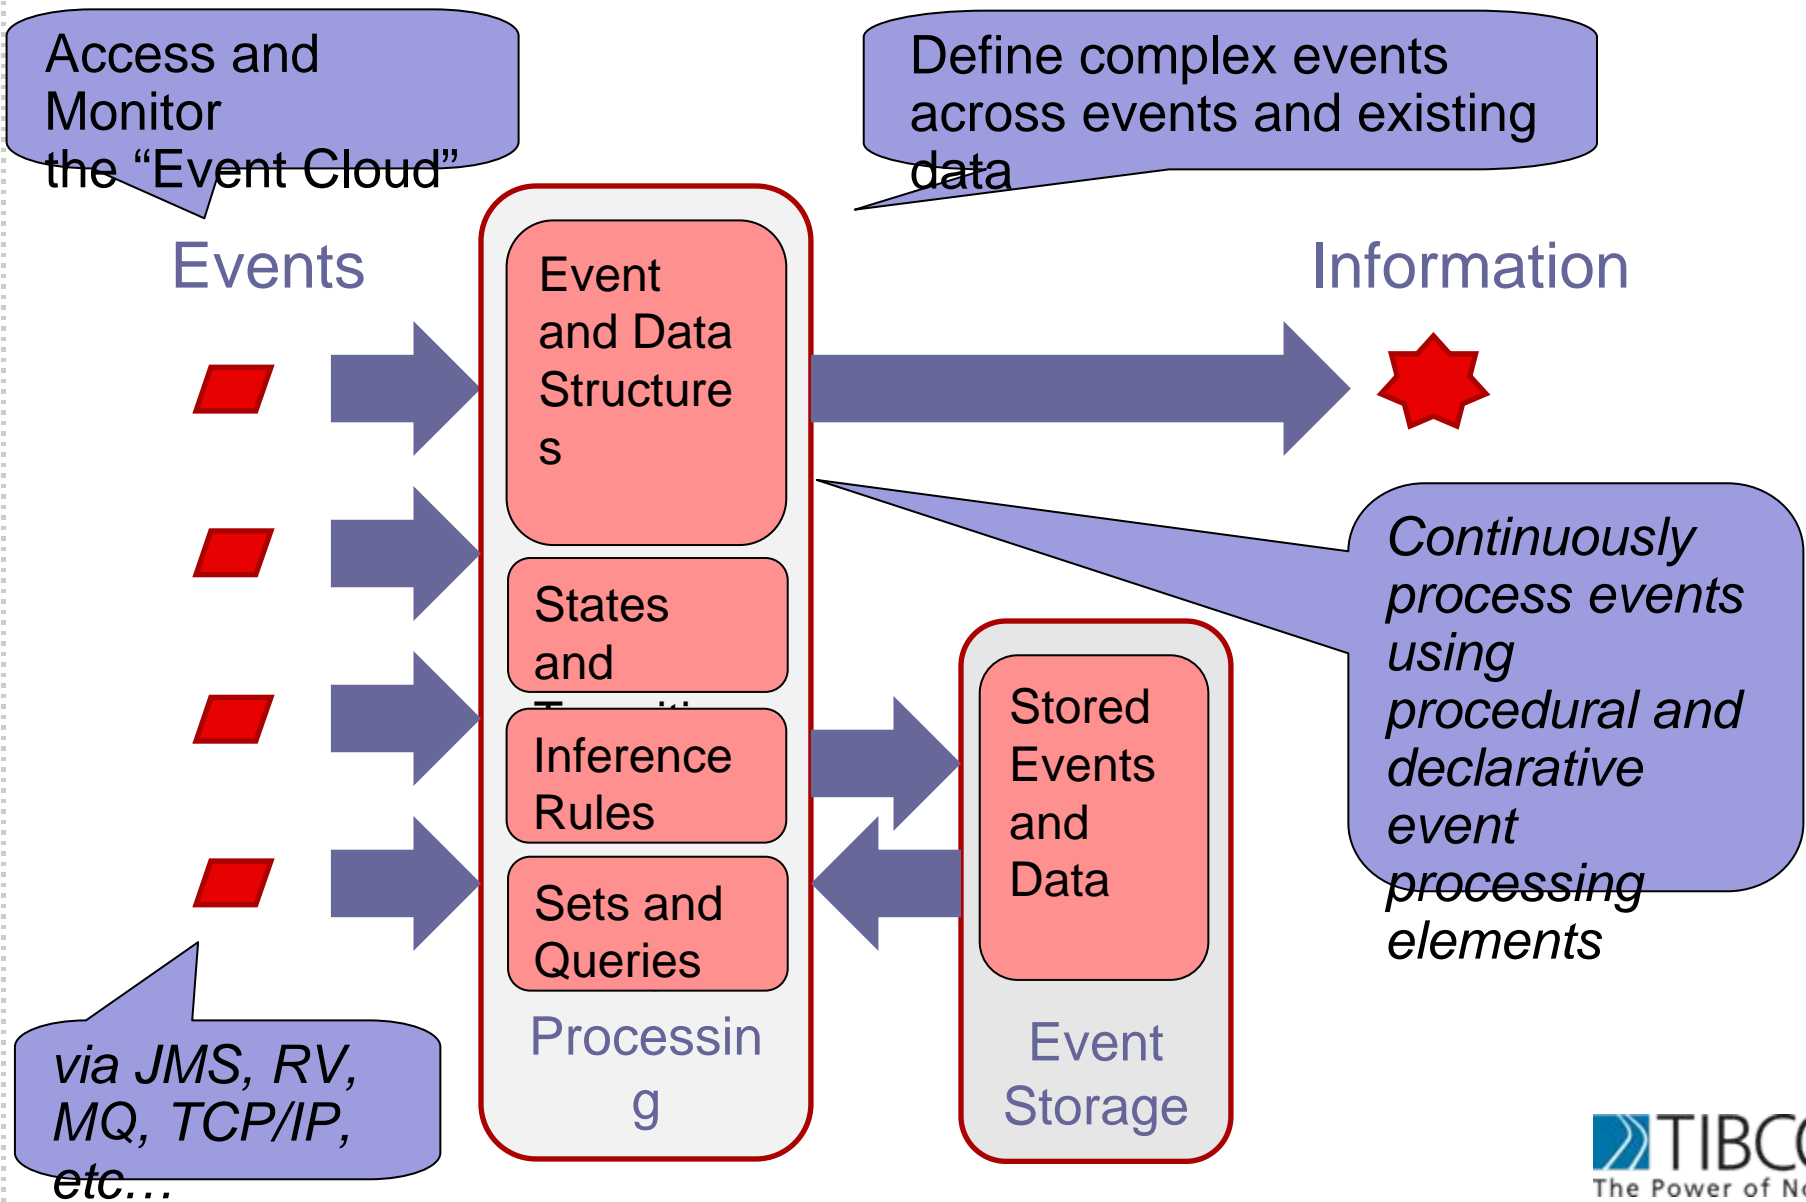 Access and
Monitor
the “Event Cloud”
Define complex events
across events and existing
data
Events
Information
Event
and Data
Structure
s
States
and
Inference
Rules
Sets and
Queries
Processin
g
Stored
Events
and
Data
Event
Storage
Continuously
process events
using
procedural and
declarative
event
processing
elements
via JMS, RV,
MQ, TCP/IP,
etc…
TIBCO
The Power of No